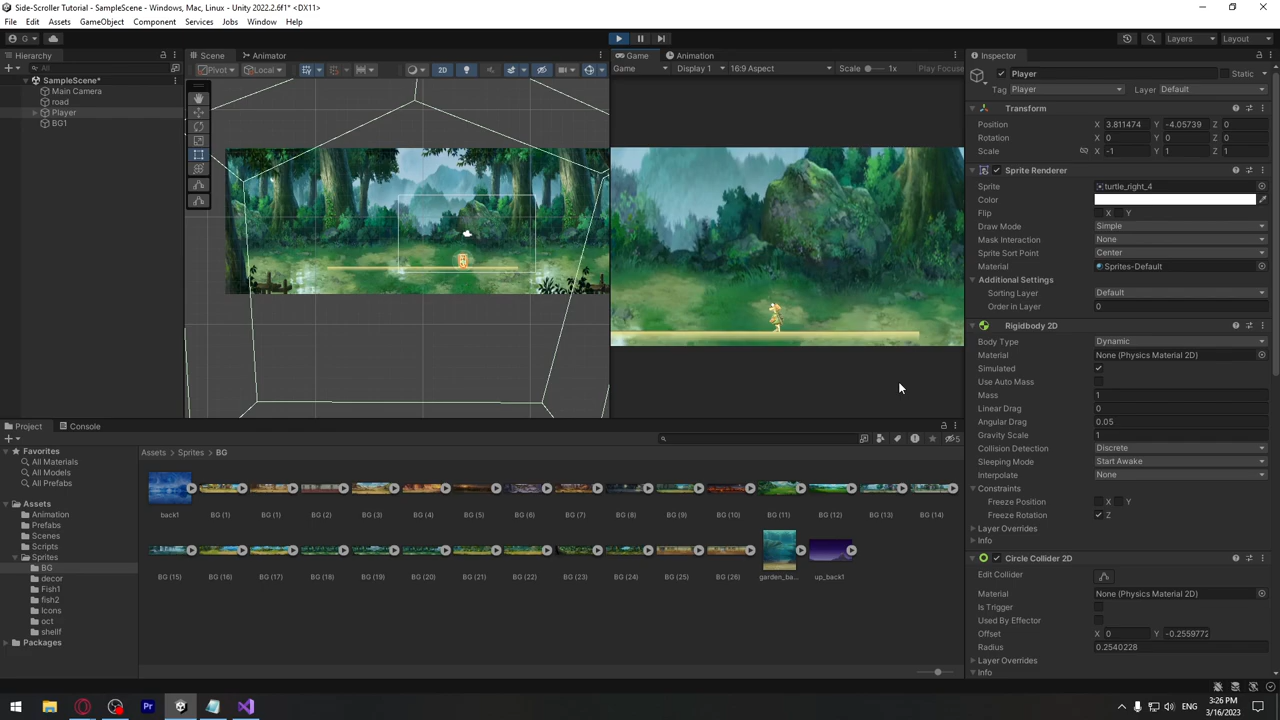 Side-Scroller Tutorial - SampleScene - Windows, Mac, Linux - Unity 2022.2.6f1* <DX11>
File Edit Assets GameObject Component Services Jobs Window Help
G Layers Layout
Hierarchy
All
SampleScene*
Main Camera
road
Player
BG1
Scene Animator
Pivot Local 2D
Game Animation
Game Display 1 16:9 Aspect Scale 1x Play Focused
Inspector
Player Static
Tag Player Layer Default
Transform
Position X 3.811474 Y -4.05739 Z 0
Rotation X 0 Y 0 Z 0
Scale X -1 Y 1 Z 1
Sprite Renderer
Sprite turtle_right_4
Color
Flip X Y
Draw Mode Simple
Mask Interaction None
Sprite Sort Point Center
Material Sprites-Default
Additional Settings
Sorting Layer Default
Order in Layer 0
Rigidbody 2D
Body Type Dynamic
Material None (Physics Material 2D)
Simulated
Use Auto Mass
Mass 1
Linear Drag 0
Angular Drag 0.05
Gravity Scale 1
Collision Detection Discrete
Sleeping Mode Start Awake
Interpolate None
Constraints
Freeze Position X Y
Freeze Rotation Z
Layer Overrides
Info
Circle Collider 2D
Edit Collider
Material None (Physics Material 2D)
Is Trigger
Used By Effector
Offset X 0 Y -0.2559772
Radius 0.2540228
Layer Overrides
Info
Project Console
5
Favorites
All Materials
All Models
All Prefabs
Assets
Animation
Prefabs
Scenes
Scripts
Sprites
BG
decor
Fish1
fish2
Icons
oct
shellf
Packages
Assets > Sprites > BG
back1 BG (1) BG (1) BG (2) BG (3) BG (4) BG (5) BG (6) BG (7) BG (8) BG (9) BG (10) BG (11) BG (12) BG (13) BG (14)
BG (15) BG (16) BG (17) BG (18) BG (19) BG (20) BG (21) BG (22) BG (23) BG (24) BG (25) BG (26) garden_ba... up_back1
Pr
ENG
3:26 PM
3/16/2023